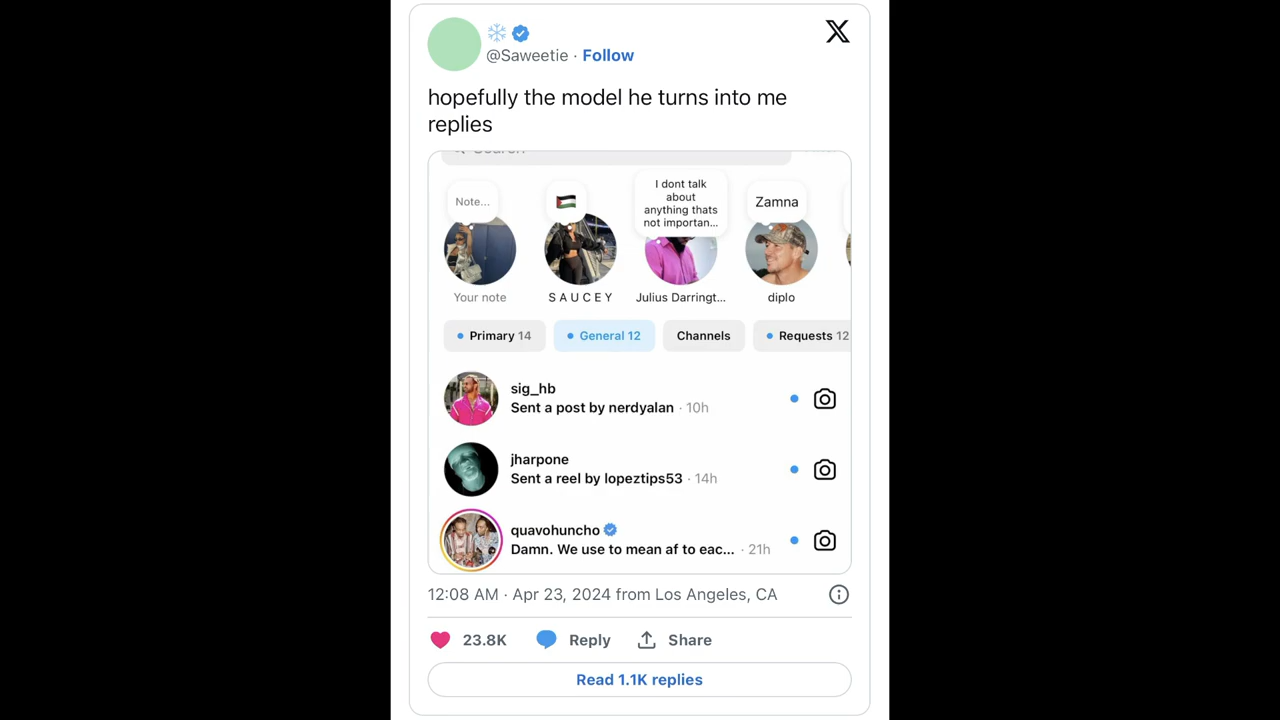 @Saweetie · Follow
hopefully the model he turns into me
replies
Search
Note...
I dont talk
about
anything thats
not importan...
Zamna
Your note
S A U C E Y
Julius Darringt...
diplo
Primary 14
General 12
Channels
Requests 12
sig_hb
Sent a post by nerdyalan · 10h
jharpone
Sent a reel by lopeztips53 · 14h
quavohuncho
Damn. We use to mean af to eac... · 21h
12:08 AM · Apr 23, 2024 from Los Angeles, CA
23.8K
Reply
Share
Read 1.1K replies